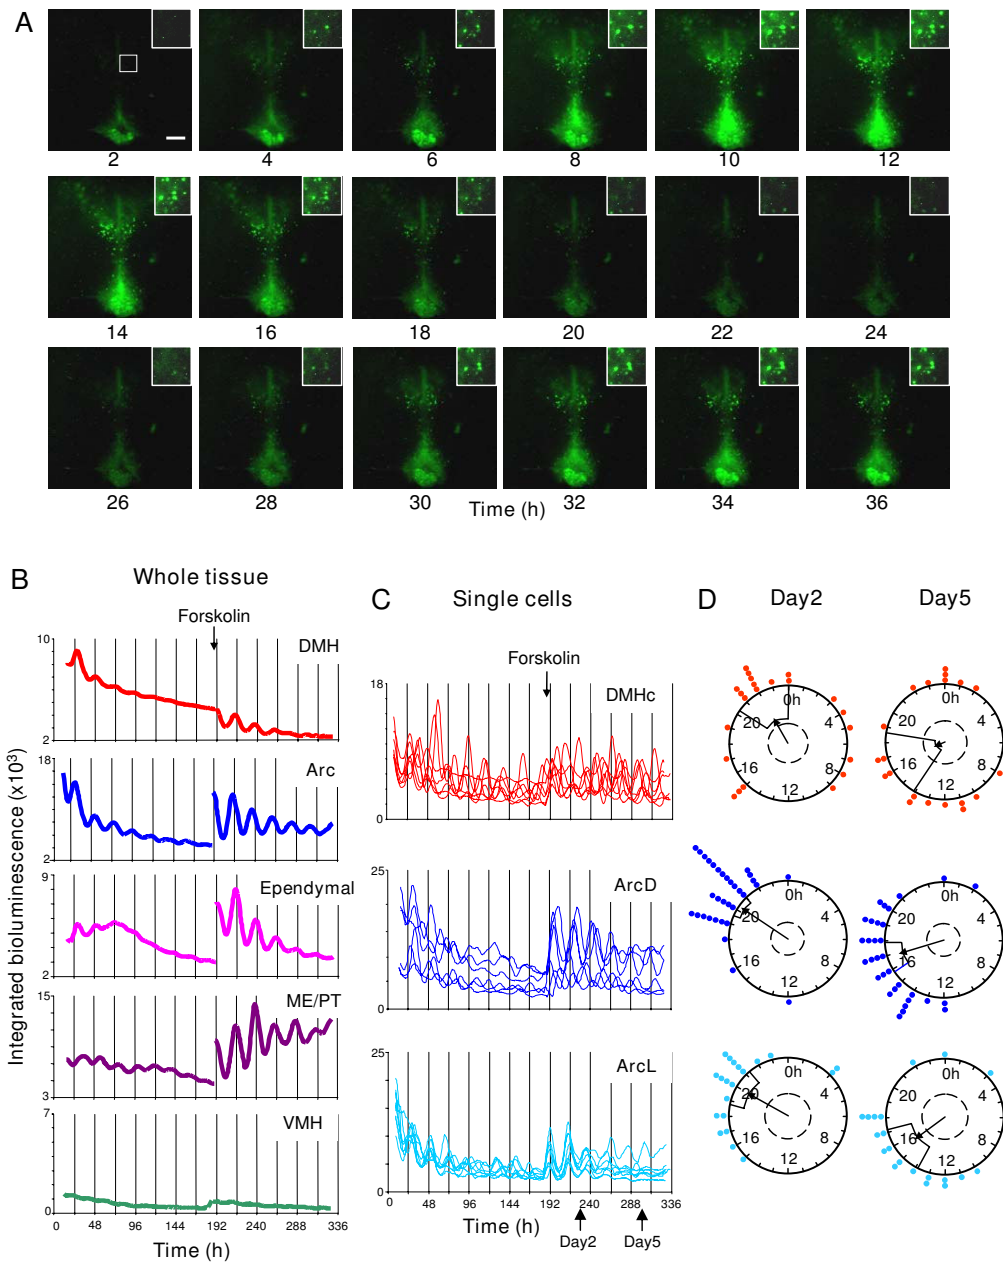 A
2 4 6 8 10 12
14 16 18 20 22 24
26 28 30 32 34 36
Time (h)
B Whole tissue
C Single cells
D Day2 Day5
Integrated bioluminescence (x10³)
Forskolin
10 DMH
2
18 Arc
2
9 Ependymal
2
15 ME/PT
3
7 VMH
0
0 48 96 144 192 240 288 336
Time (h)
Forskolin
18 DMHc
0
25 ArcD
0
25 ArcL
0
0 48 96 144 192 240 288 336
Time (h)
Day2 Day5
0h 4 8 12 16 20
0h 4 8 12 16 20
0h 4 8 12 16 20
0h 4 8 12 16 20
0h 4 8 12 16 20
0h 4 8 12 16 20